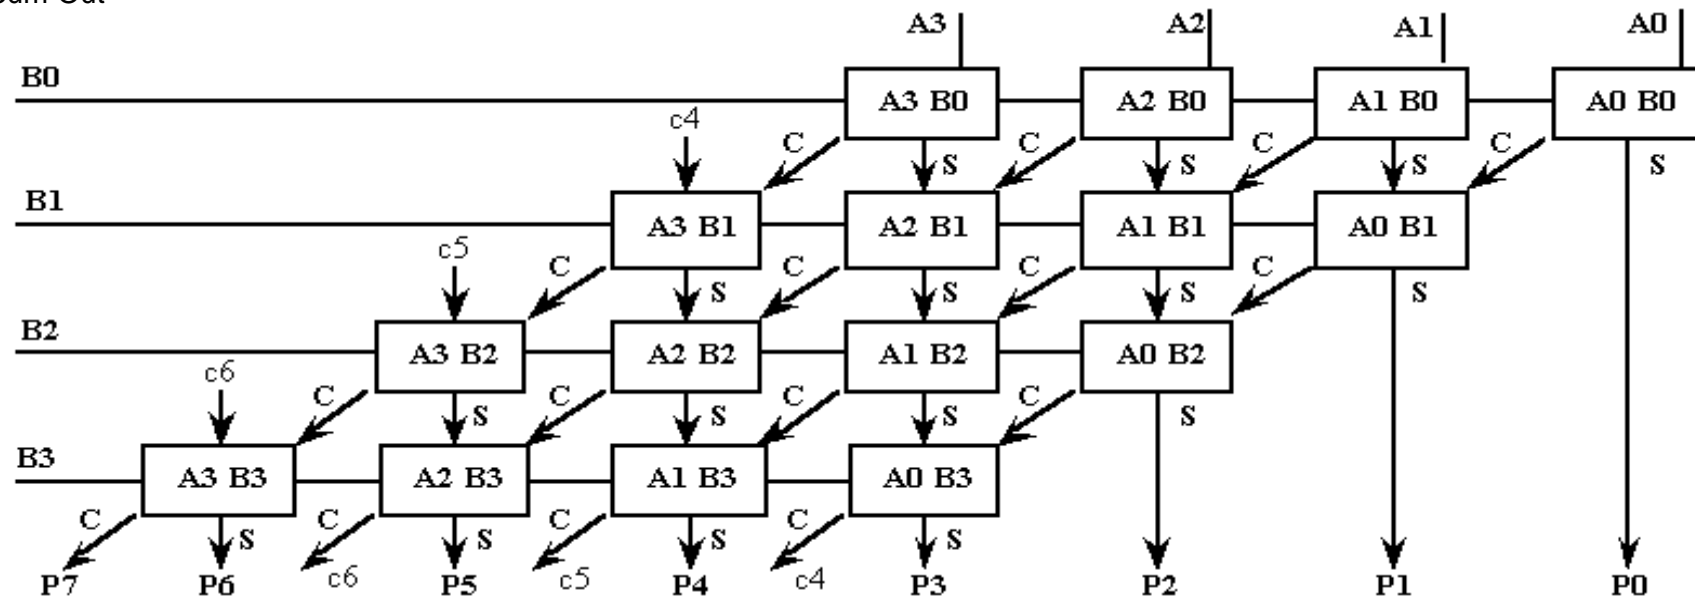 Sum Out
A3 A2 A1 A0
B0 A3 B0 A2 B0 A1 B0 A0 B0
c4 C S C S C S C S
B1 A3 B1 A2 B1 A1 B1 A0 B1
c5 C S C S C S C S
B2 A3 B2 A2 B2 A1 B2 A0 B2
c6 C S C S C S C S
B3 A3 B3 A2 B3 A1 B3 A0 B3
C S C S C S C S
P7 P6 c6 P5 c5 P4 c4 P3 P2 P1 P0